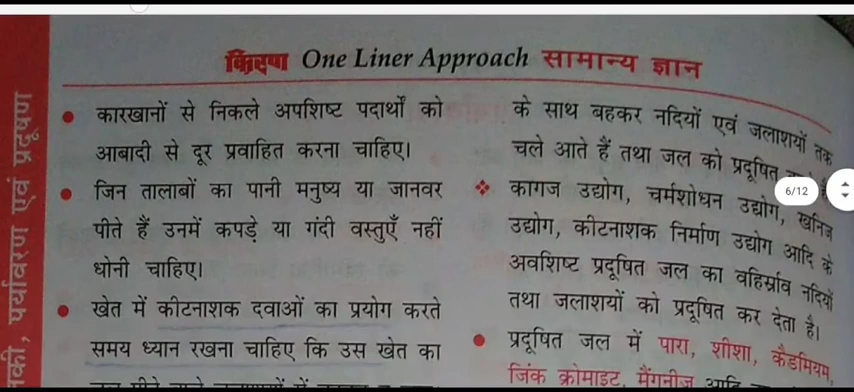 किरण One Liner Approach सामान्य ज्ञान
कारखानों से निकले अपशिष्ट पदार्थों को
आबादी से दूर प्रवाहित करना चाहिए।
जिन तालाबों का पानी मनुष्य या जानवर
पीते हैं उनमें कपड़े या गंदी वस्तुएँ नहीं
धोनी चाहिए।
खेत में कीटनाशक दवाओं का प्रयोग करते
समय ध्यान रखना चाहिए कि उस खेत का
के साथ बहकर नदियों एवं जलाशयों तक
चले आते हैं तथा जल को प्रदूषित
कागज उद्योग, चर्मशोधन उद्योग, खनिज
उद्योग, कीटनाशक निर्माण उद्योग आदि के
अवशिष्ट प्रदूषित जल का वहिर्स्राव नदियों
तथा जलाशयों को प्रदूषित कर देता है।
प्रदूषित जल में पारा, शीशा, कैडमियम,
जिंक क्रोमाइट, मैंगनीज आदि
पर्यावरण एवं प्रदूषण
6/12